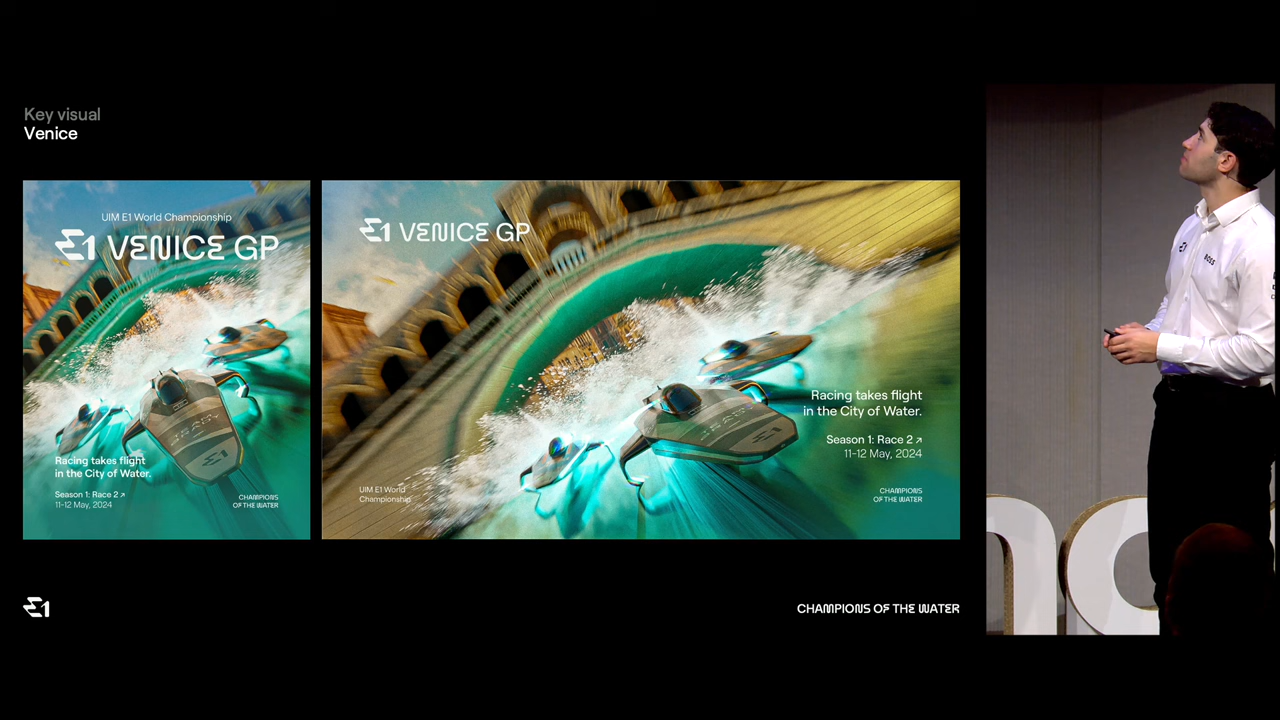 Key visual
Venice
UIM E1 World Championship
E1 VENICE GP
Racing takes flight
in the City of Water.
Season 1: Race 2 ↗
11-12 May, 2024
CHAMPIONS
OF THE WATER
E1 VENICE GP
Racing takes flight
in the City of Water.
Season 1: Race 2 ↗
11-12 May, 2024
UIM E1 World
Championship
CHAMPIONS
OF THE WATER
E1
CHAMPIONS OF THE WATER
E1
BOSS